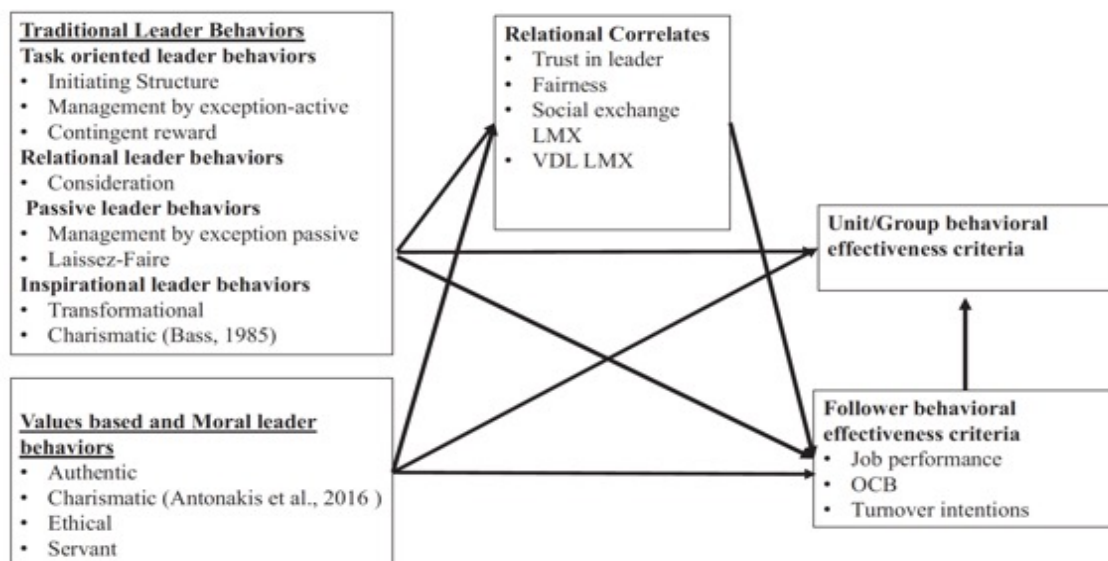 Traditional Leader Behaviors
Task oriented leader behaviors
• Initiating Structure
• Management by exception-active
• Contingent reward
Relational leader behaviors
• Consideration
Passive leader behaviors
• Management by exception passive
• Laissez-Faire
Inspirational leader behaviors
• Transformational
• Charismatic (Bass, 1985)
Values based and Moral leader
behaviors
• Authentic
• Charismatic (Antonakis et al., 2016 )
• Ethical
• Servant
Relational Correlates
• Trust in leader
• Fairness
• Social exchange
LMX
• VDL LMX
Unit/Group behavioral
effectiveness criteria
Follower behavioral
effectiveness criteria
• Job performance
• OCB
• Turnover intentions